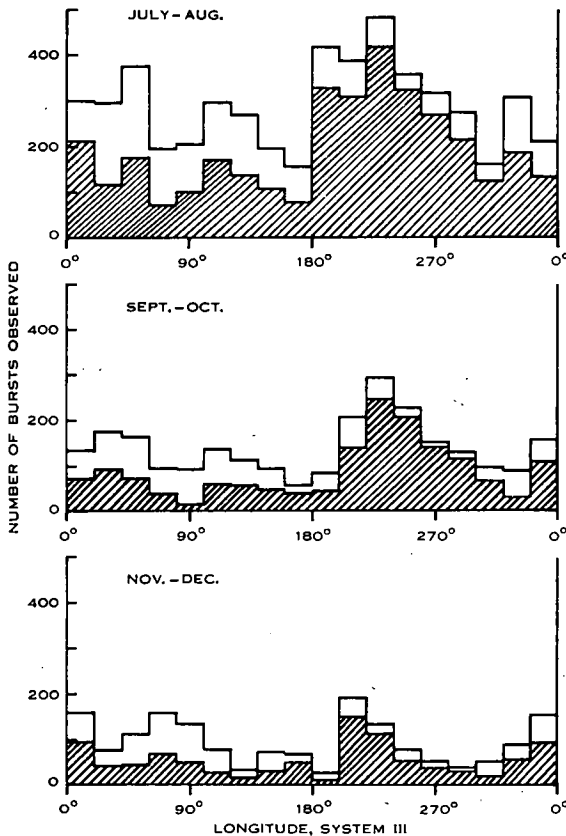 JULY-AUG.
400
200
0
0° 90° 180° 270° 0°
SEPT.-OCT.
400
200
0
0° 90° 180° 270° 0°
NOV.-DEC.
400
200
0
0° 90° 180° 270° 0°
NUMBER OF BURSTS OBSERVED
LONGITUDE, SYSTEM III